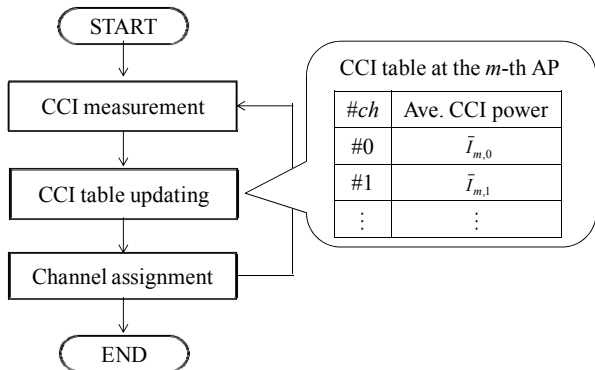 START
CCI measurement
CCI table updating
Channel assignment
END
CCI table at the m-th AP
#ch Ave. CCI power
#0 Ī_{m,0}
#1 Ī_{m,1}
⋮ ⋮